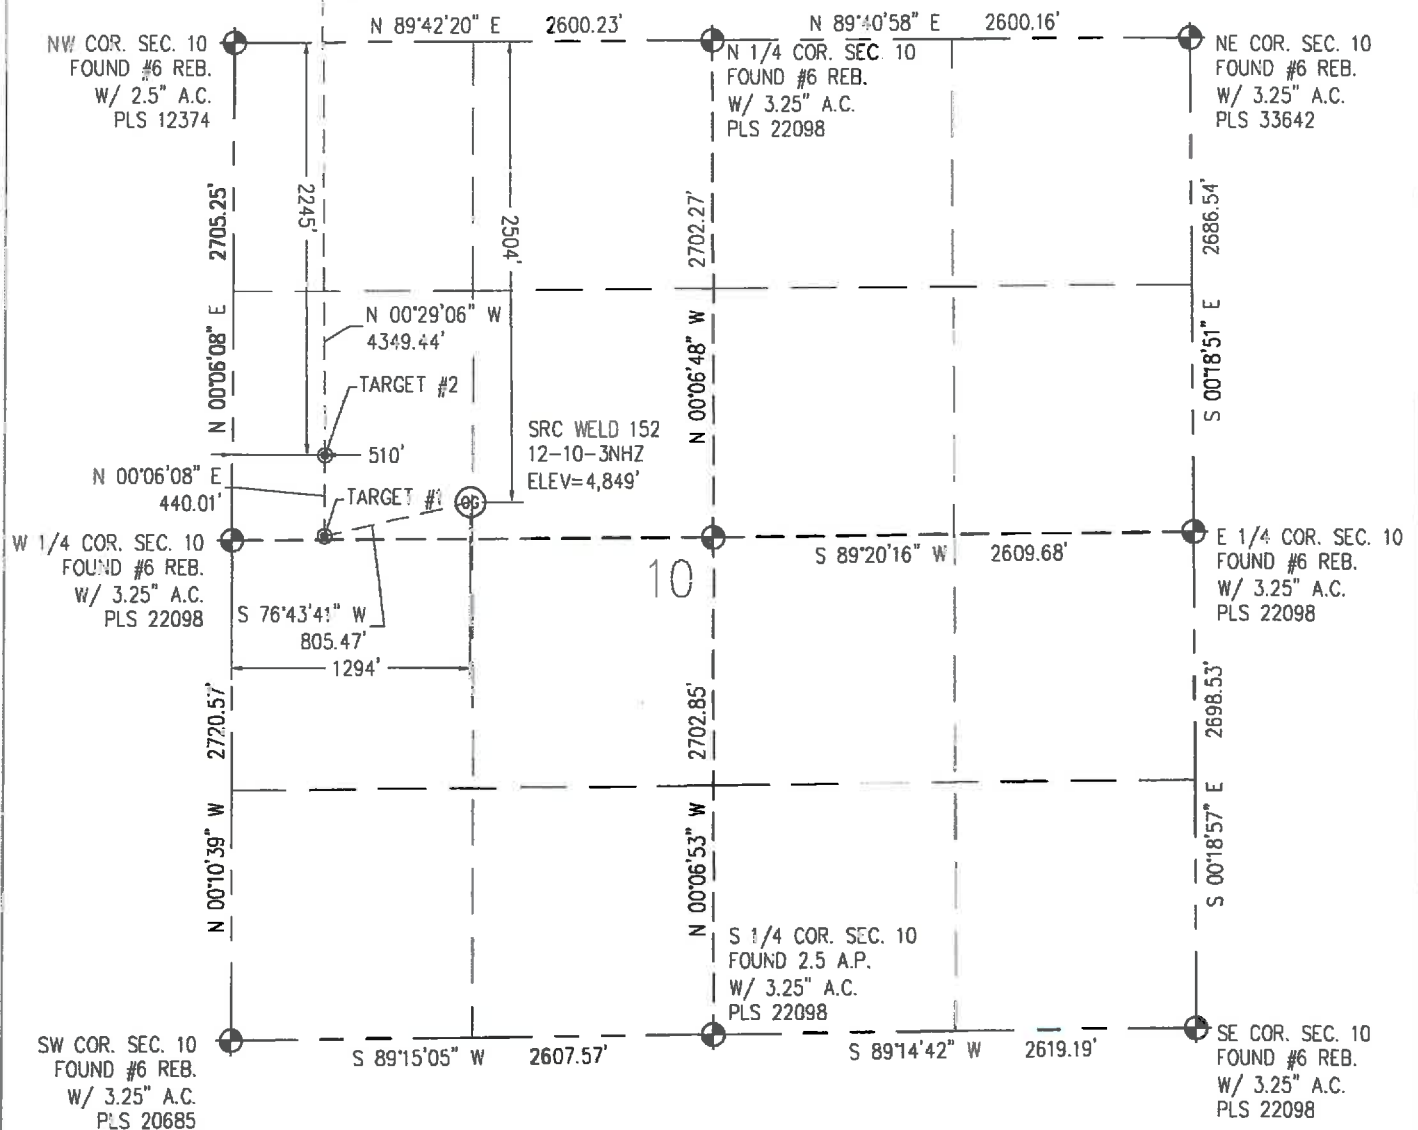 N 89°42'20" E 2600.23'
N 89°40'58" E 2600.16'
NW COR. SEC. 10
FOUND #6 REB.
W/ 2.5" A.C.
PLS 12374
N 1/4 COR. SEC. 10
FOUND #6 REB.
W/ 3.25" A.C.
PLS 22098
NE COR. SEC. 10
FOUND #6 REB.
W/ 3.25" A.C.
PLS 33642
N 00°06'08" E 2705.25'
2245'
2504'
N 00°06'48" W 2702.27'
S 00°18'51" E 2686.54'
N 00°29'06" W
4349.44'
TARGET #2
510'
SRC WELD 152
12-10-3NHZ
ELEV=4,849'
N 00°06'08" E
440.01'
TARGET #1
OG
W 1/4 COR. SEC. 10
FOUND #6 REB.
W/ 3.25" A.C.
PLS 22098
S 76°43'41" W
805.47'
1294'
10
S 89°20'16" W 2609.68'
E 1/4 COR. SEC. 10
FOUND #6 REB.
W/ 3.25" A.C.
PLS 22098
N 00°10'39" W 2720.57'
N 00°06'53" W 2702.85'
S 00°18'57" E 2698.53'
S 1/4 COR. SEC. 10
FOUND 2.5 A.P.
W/ 3.25" A.C.
PLS 22098
SW COR. SEC. 10
FOUND #6 REB.
W/ 3.25" A.C.
PLS 20685
S 89°15'05" W 2607.57'
S 89°14'42" W 2619.19'
SE COR. SEC. 10
FOUND #6 REB.
W/ 3.25" A.C.
PLS 22098